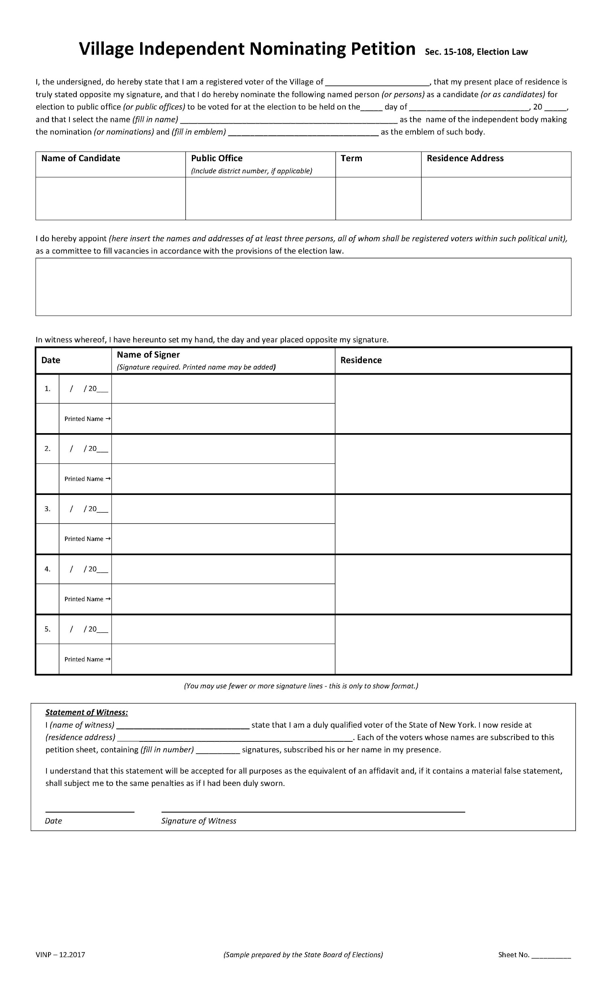 Village Independent Nominating Petition Sec. 15-108, Election Law
I, the undersigned, do hereby state that I am a registered voter of the Village of _______________________, that my present place of residence is
truly stated opposite my signature, and that I do hereby nominate the following named person (or persons) as a candidate (or as candidates) for
election to public office (or public offices) to be voted for at the election to be held on the_____ day of ___________________________, 20 _____,
and that I select the name (fill in name) _________________________________________________ as the name of the independent body making
the nomination (or nominations) and (fill in emblem) __________________________________ as the emblem of such body.
Name of Candidate Public Office Term Residence Address
(Include district number, if applicable)
I do hereby appoint (here insert the names and addresses of at least three persons, all of whom shall be registered voters within such political unit),
as a committee to fill vacancies in accordance with the provisions of the election law.
In witness whereof, I have hereunto set my hand, the day and year placed opposite my signature.
Date Name of Signer Residence
(Signature required. Printed name may be added)
1. / / 20___
Printed Name →
2. / / 20___
Printed Name →
3. / / 20___
Printed Name →
4. / / 20___
Printed Name →
5. / / 20___
Printed Name →
(You may use fewer or more signature lines - this is only to show format.)
Statement of Witness:
I (name of witness) ______________________________ state that I am a duly qualified voter of the State of New York. I now reside at
(residence address) _____________________________________________________. Each of the voters whose names are subscribed to this
petition sheet, containing (fill in number) __________ signatures, subscribed his or her name in my presence.
I understand that this statement will be accepted for all purposes as the equivalent of an affidavit and, if it contains a material false statement,
shall subject me to the same penalties as if I had been duly sworn.
Date Signature of Witness
VINP – 12.2017 (Sample prepared by the State Board of Elections) Sheet No. __________